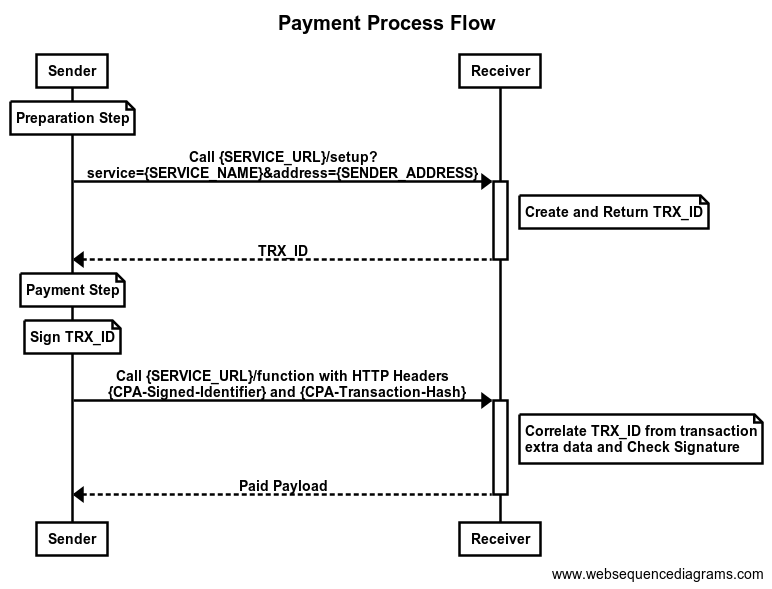 Payment Process Flow
Sender
Receiver
Preparation Step
Call {SERVICE_URL}/setup?
service={SERVICE_NAME}&address={SENDER_ADDRESS}
Create and Return TRX_ID
TRX_ID
Payment Step
Sign TRX_ID
Call {SERVICE_URL}/function with HTTP Headers
{CPA-Signed-Identifier} and {CPA-Transaction-Hash}
Correlate TRX_ID from transaction
extra data and Check Signature
Paid Payload
Sender
Receiver
www.websequencediagrams.com